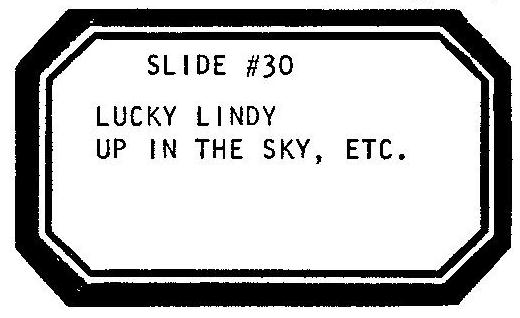 SLIDE #30
LUCKY LINDY
UP IN THE SKY, ETC.